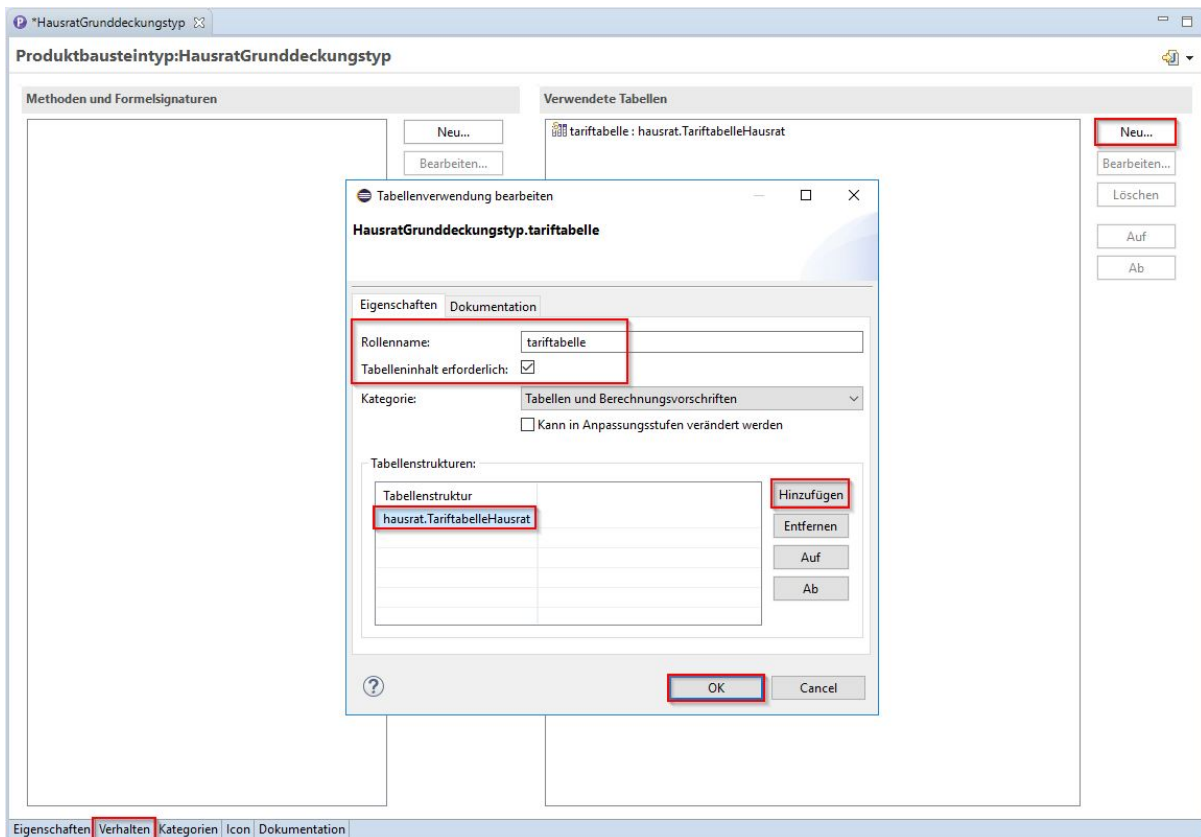 *HausratGrunddeckungstyp
Produktbausteintyp:HausratGrunddeckungstyp
Methoden und Formelsignaturen
Neu...
Bearbeiten...
Verwendete Tabellen
tariftabelle : hausrat.TariftabelleHausrat
Neu...
Bearbeiten...
Löschen
Auf
Ab
Tabellenverwendung bearbeiten
HausratGrunddeckungstyp.tariftabelle
Eigenschaften Dokumentation
Rollenname: tariftabelle
Tabelleninhalt erforderlich:
Kategorie: Tabellen und Berechnungsvorschriften
Kann in Anpassungsstufen verändert werden
Tabellenstrukturen:
Tabellenstruktur
hausrat.TariftabelleHausrat
Hinzufügen
Entfernen
Auf
Ab
OK Cancel
Eigenschaften Verhalten Kategorien Icon Dokumentation